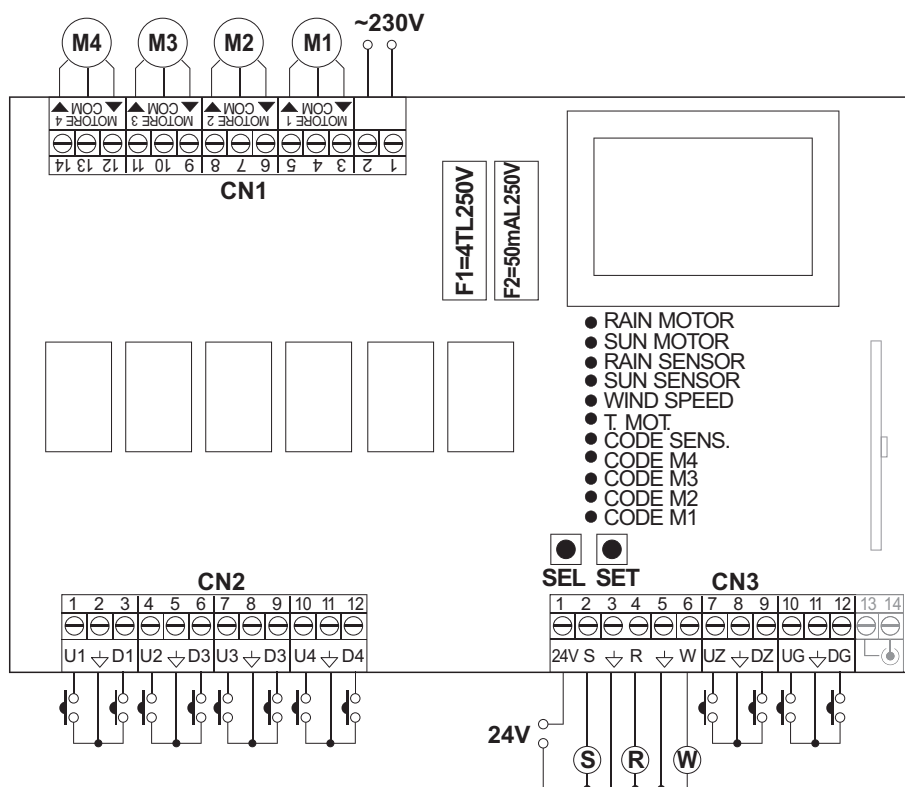 ~230V
M4 M3 M2 M1
COM COM COM COM
MOTORE 4 MOTORE 3 MOTORE 2 MOTORE 1
14 13 12 11 10 9 8 7 6 5 4 3 2 1
CN1
F1=4TL250V
F2=50mAL250V
RAIN MOTOR
SUN MOTOR
RAIN SENSOR
SUN SENSOR
WIND SPEED
T. MOT.
CODE SENS.
CODE M4
CODE M3
CODE M2
CODE M1
SEL SET
CN2
1 2 3 4 5 6 7 8 9 10 11 12
U1 D1 U2 D3 U3 D3 U4 D4
CN3
1 2 3 4 5 6 7 8 9 10 11 12 13 14
24V S R W UZ DZ UG DG
24V
S R W